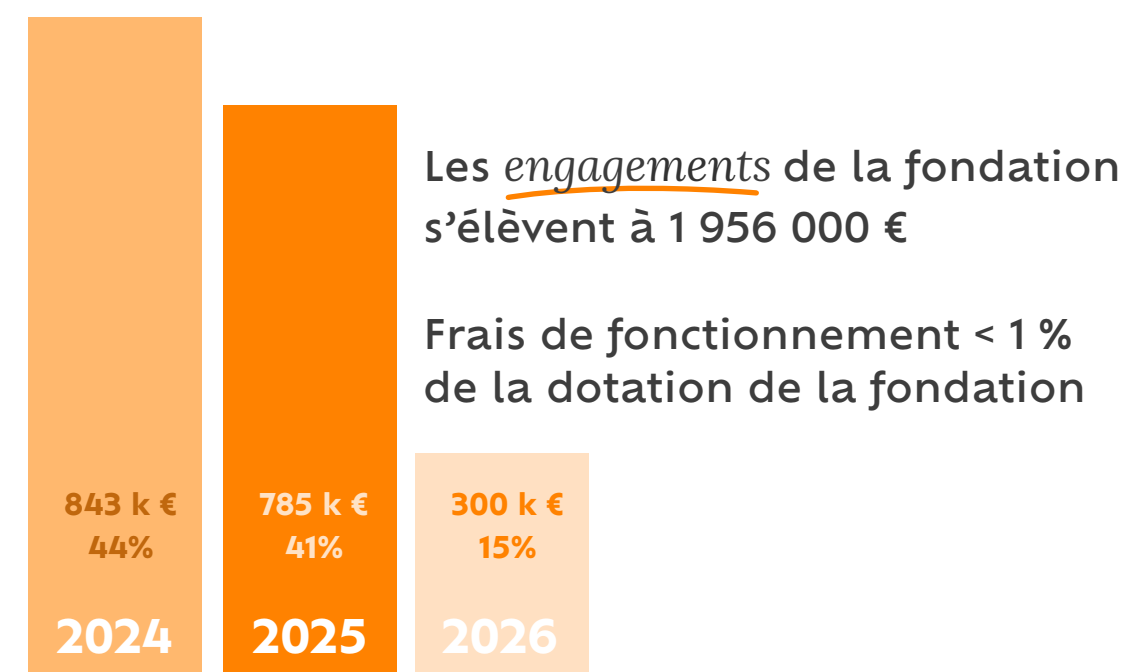 Les engagements de la fondation
s’élèvent à 1 956 000 €
Frais de fonctionnement < 1 %
de la dotation de la fondation
843 k €
44%
2024
785 k €
41%
2025
300 k €
15%
2026